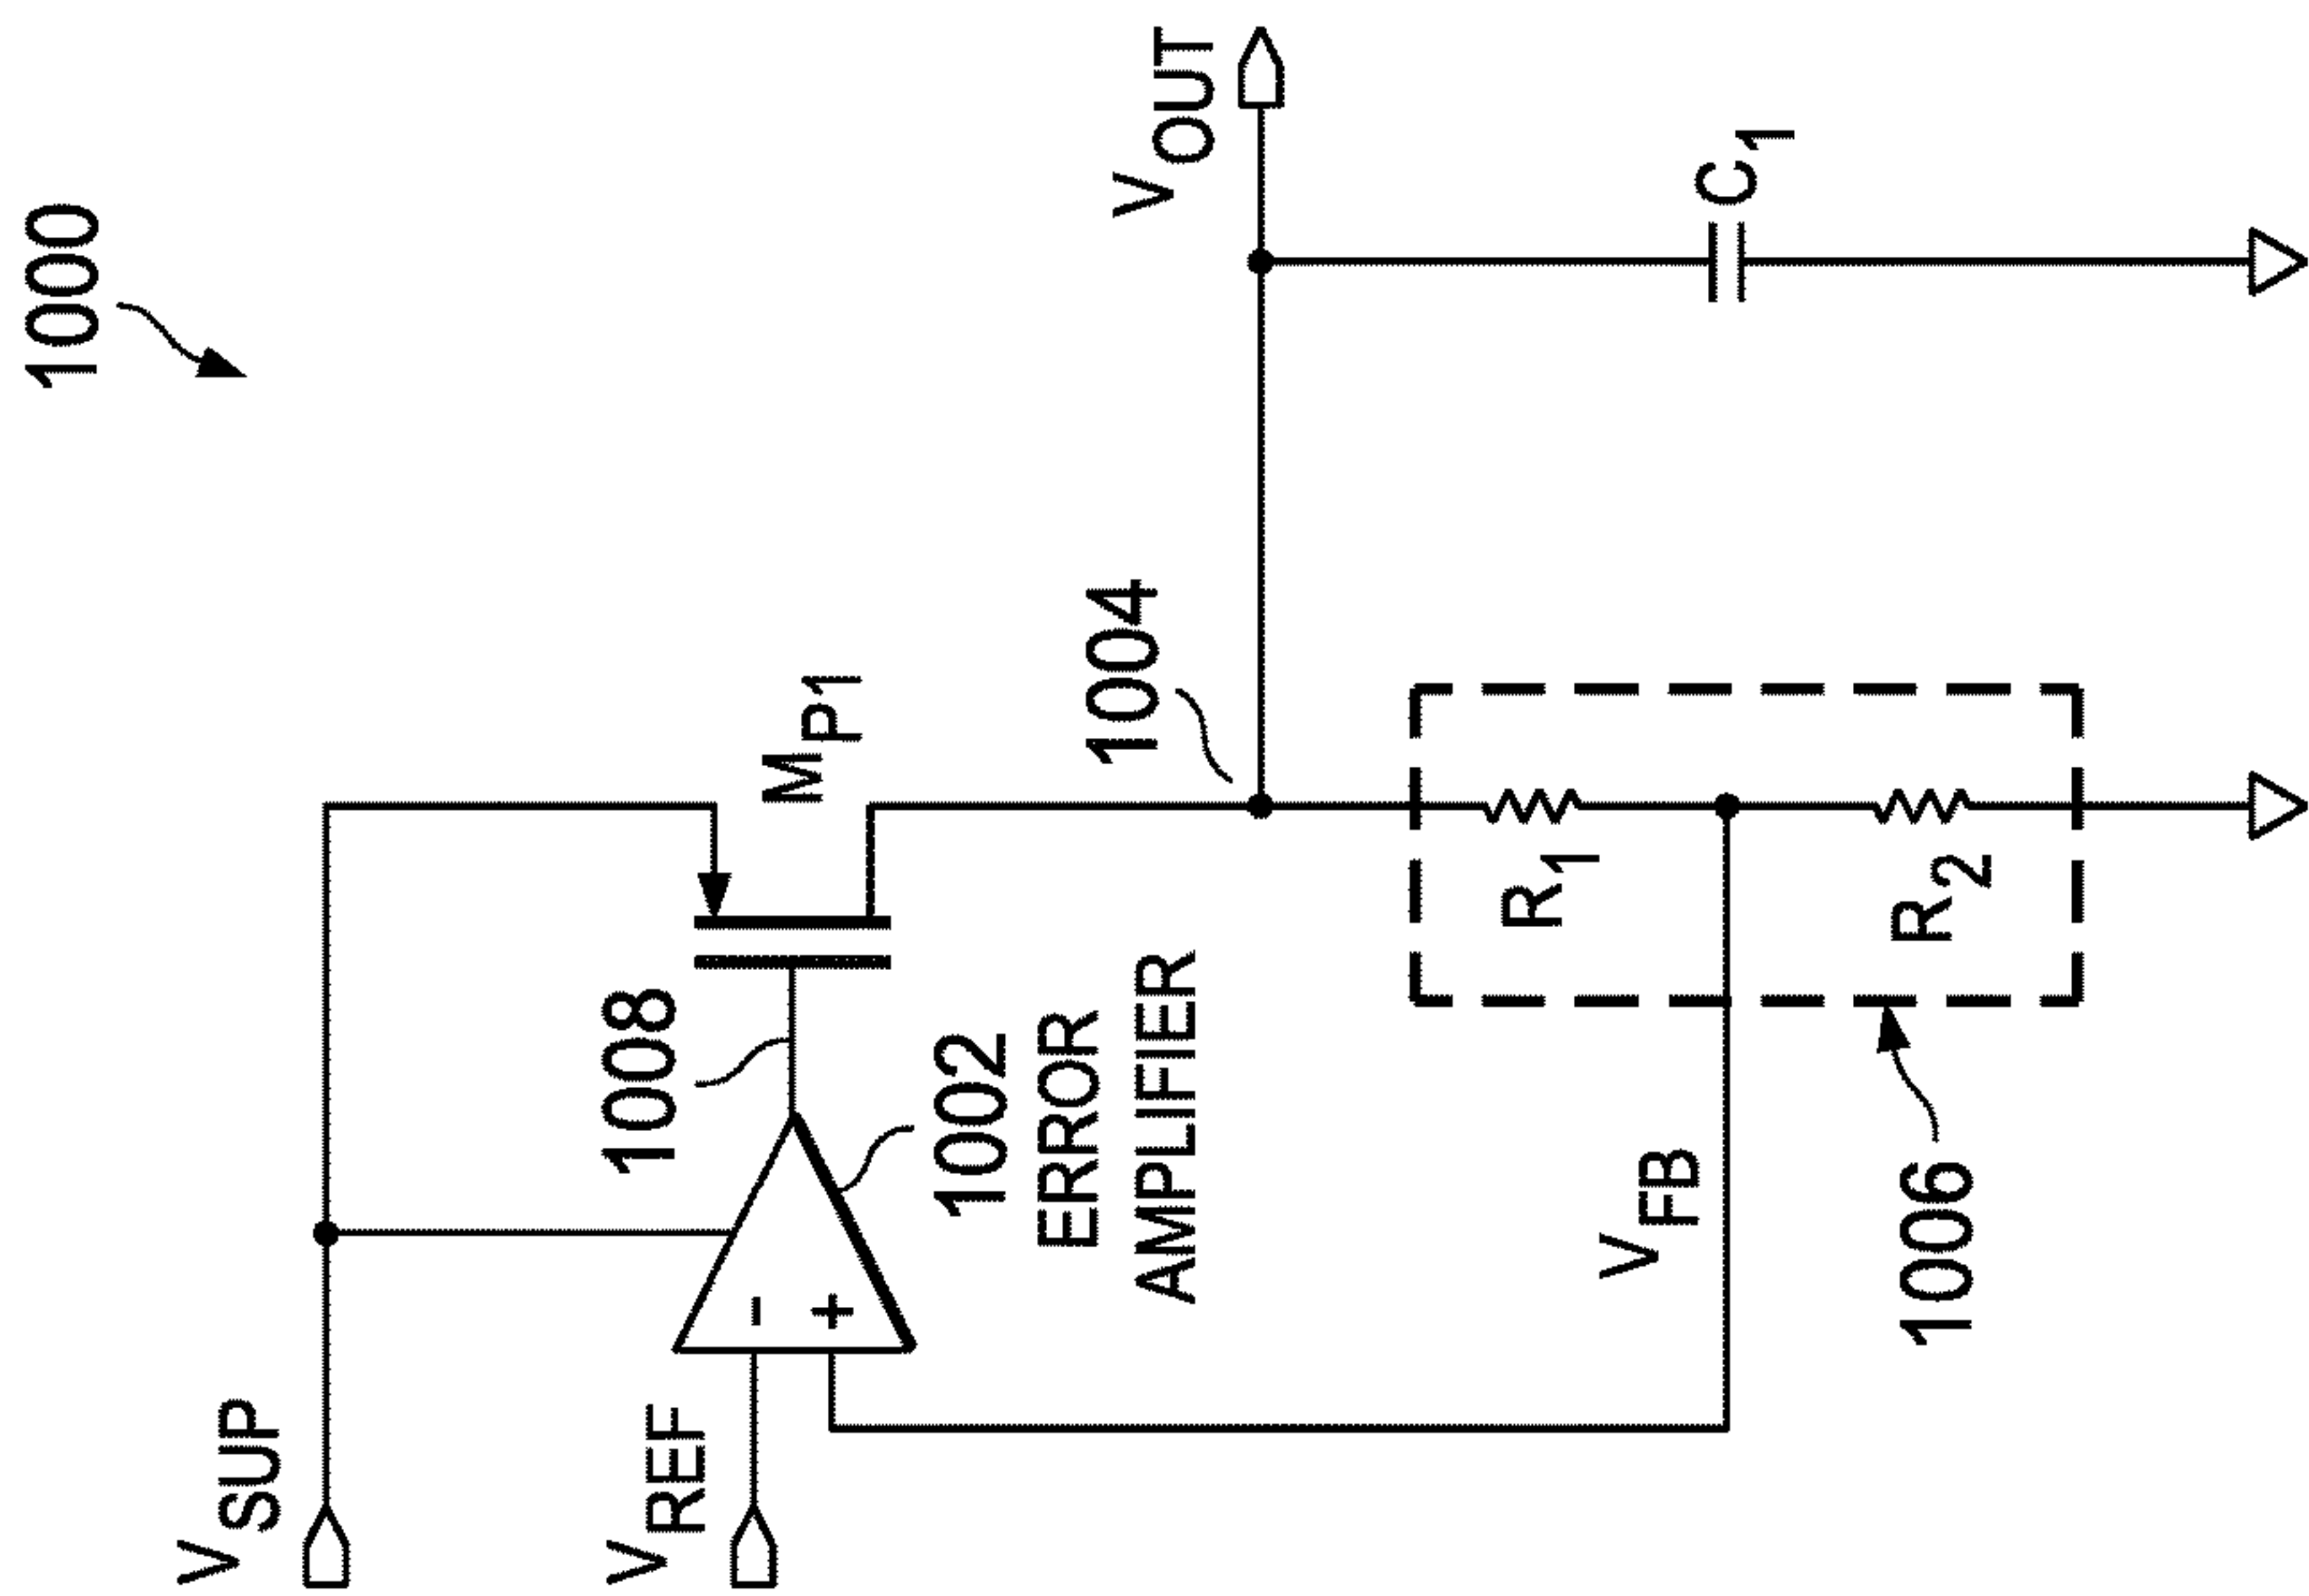 1000
VSUP
MP1
1008
VREF
-
+
1002
ERROR
AMPLIFIER
1004
VOUT
VFB
R1
C1
R2
1006